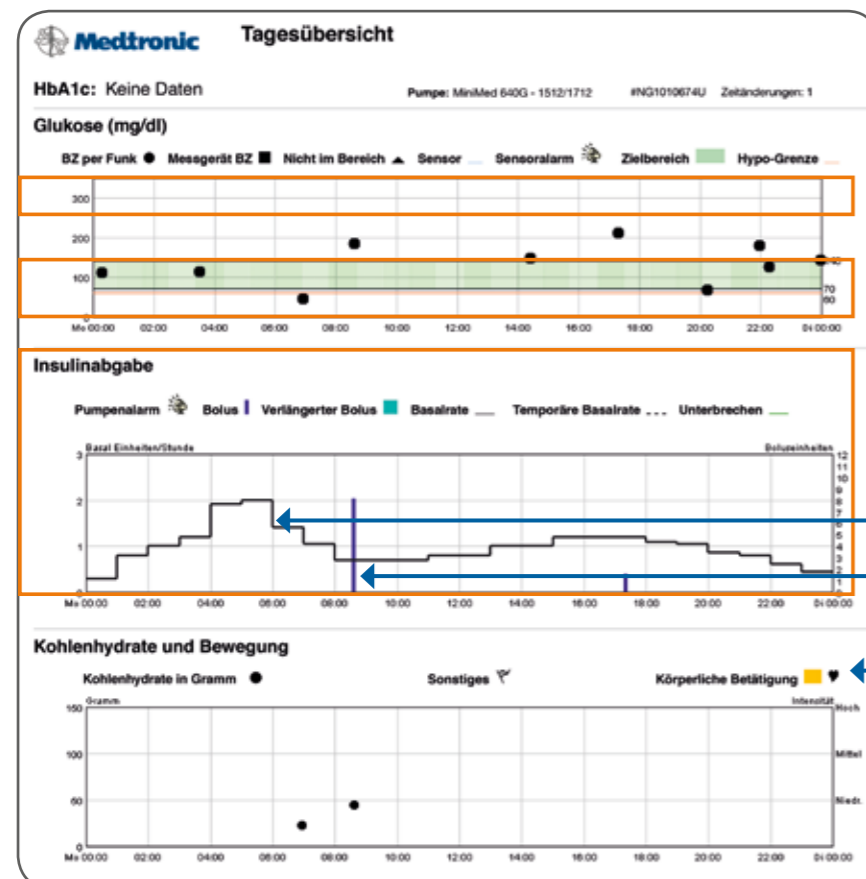 Medtronic Tagesübersicht
HbA1c: Keine Daten Pumpe: MiniMed 640G - 1512/1712 #NG1010674U Zeitänderungen: 1
Glukose (mg/dl)
BZ per Funk Messgerät BZ Nicht im Bereich Sensor Sensoralarm Zielbereich Hypo-Grenze
300
200
140
100
70
60
0
Mo 00:00 02:00 04:00 06:00 08:00 10:00 12:00 14:00 16:00 18:00 20:00 22:00 Di 00:00
Insulinabgabe
Pumpenalarm Bolus Verlängerter Bolus Basalrate Temporäre Basalrate Unterbrechen
Basal Einheiten/Stunde Boluseinheiten
3 12
11
10
9
2 8
7
6
5
1 4
3
2
1
0 0
Mo 00:00 02:00 04:00 06:00 08:00 10:00 12:00 14:00 16:00 18:00 20:00 22:00 Di 00:00
Kohlenhydrate und Bewegung
Kohlenhydrate in Gramm Sonstiges Körperliche Betätigung
Gramm Intensität
150 Hoch
100 Mittel
50 Niedr.
0
Mo 00:00 02:00 04:00 06:00 08:00 10:00 12:00 14:00 16:00 18:00 20:00 22:00 Di 00:00